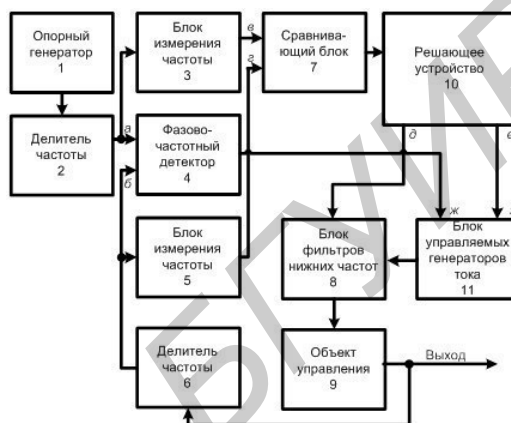 Опорный
генератор
1
Делитель
частоты
2
Блок
измерения
частоты
3
Фазово-
частотный
детектор
4
Блок
измерения
частоты
5
Делитель
частоты
6
Сравнива-
ющий блок
7
Решающее
устройство
10
Блок
фильтров
нижних частот
8
Блок
управляемых
генераторов
тока
11
Объект
управления
9
Выход
а
б
в
г
д
е
ж
БГУИР